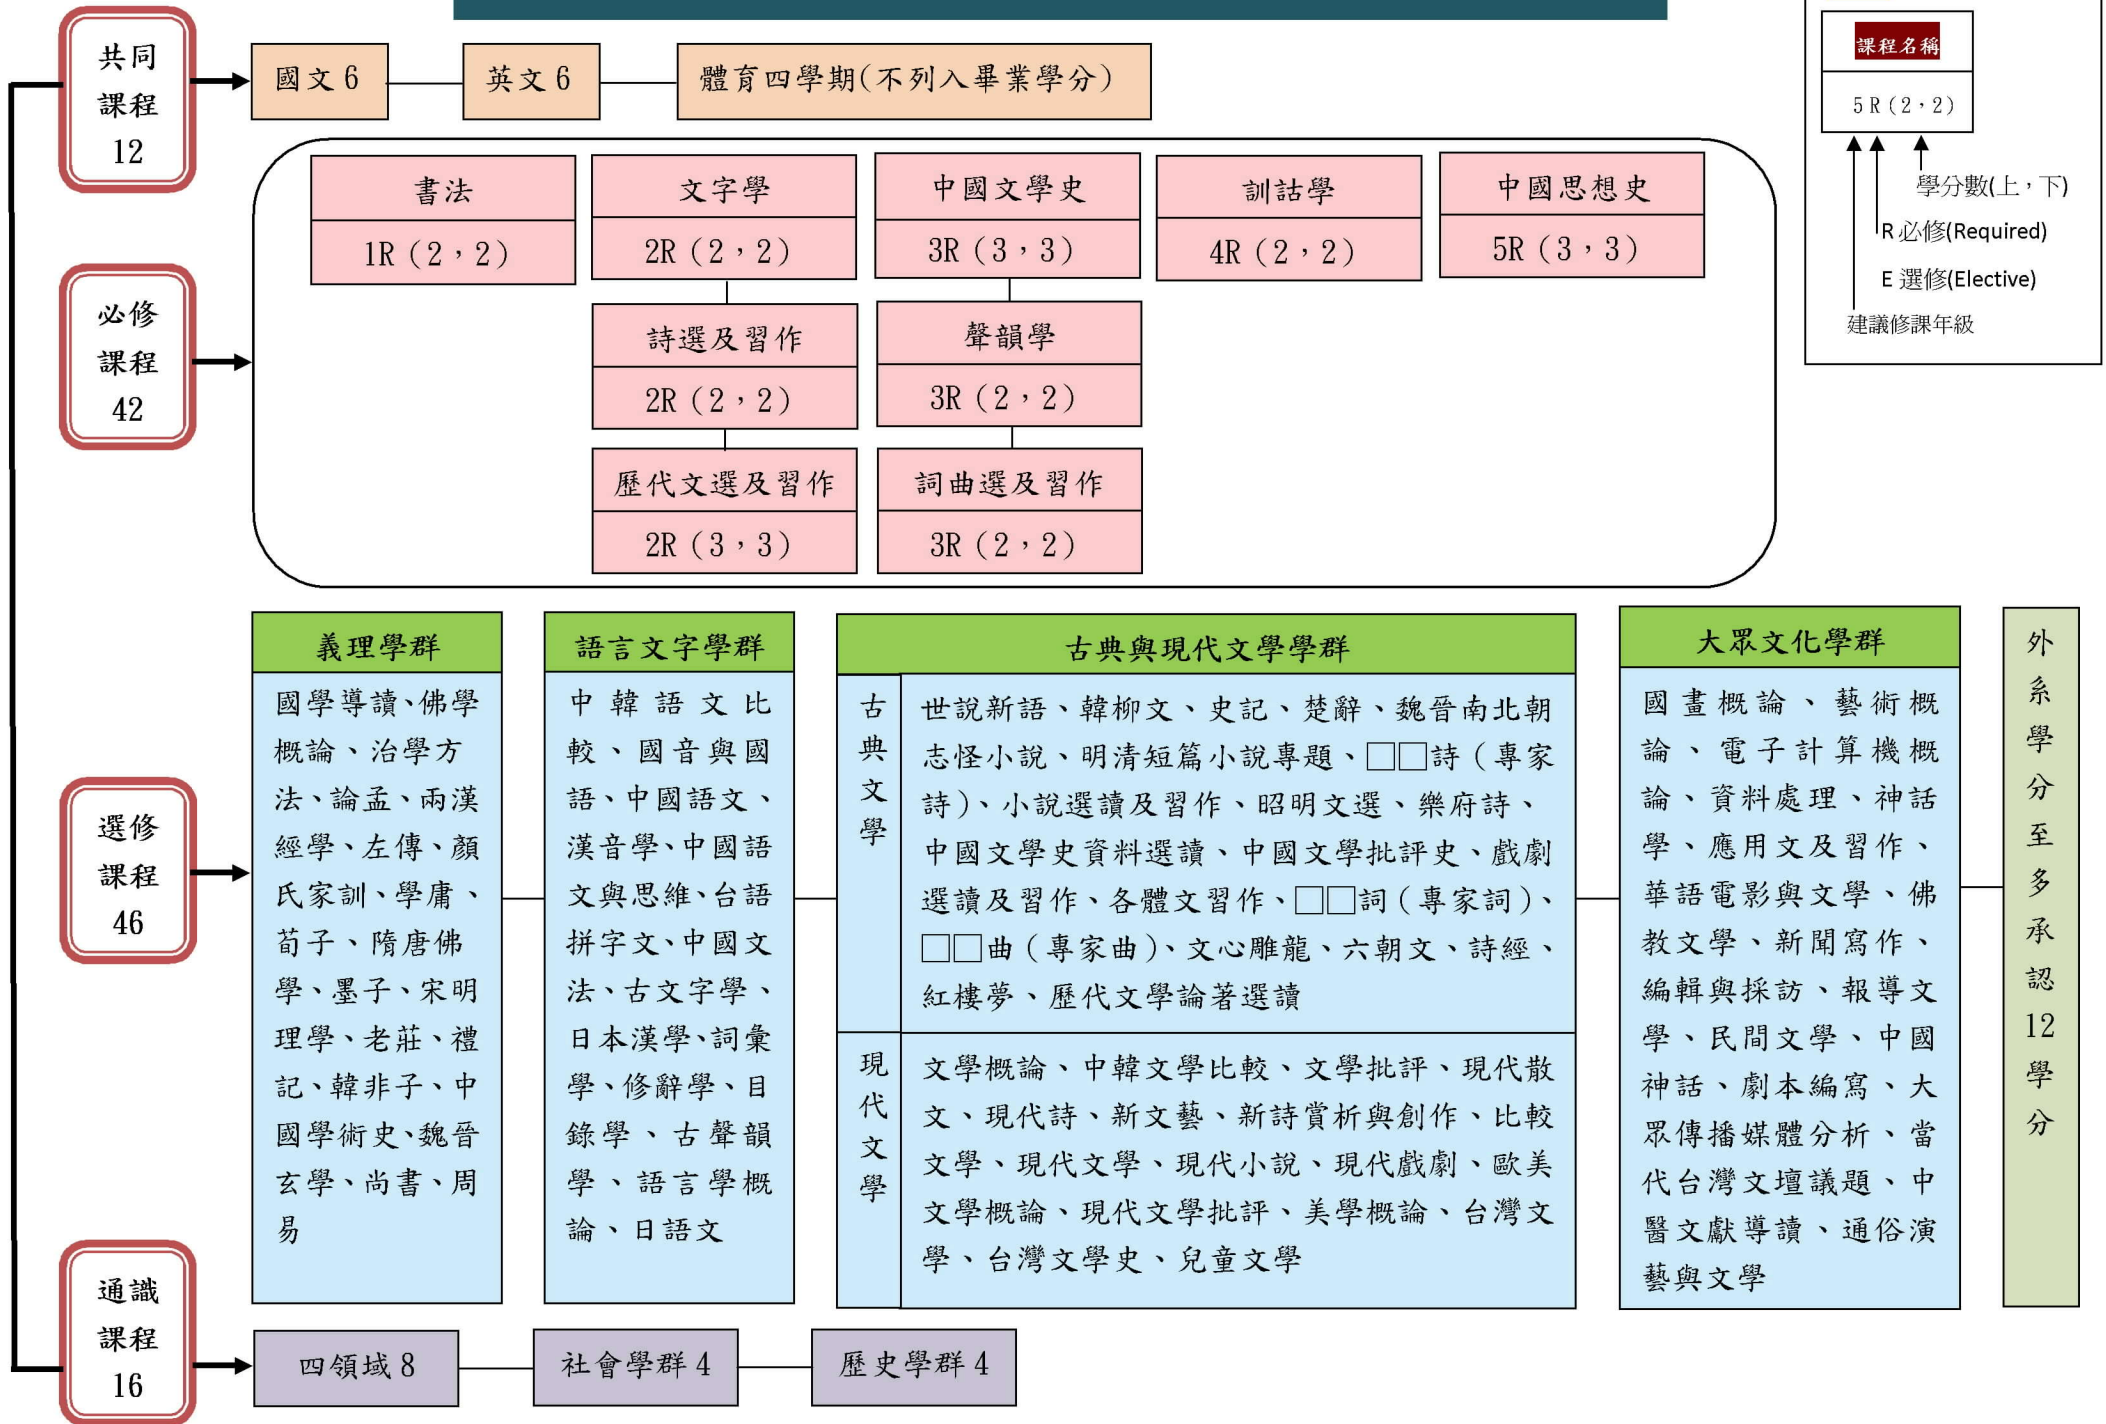 共同
課程
12
國文 6
英文 6
體育四學期(不列入畢業學分)
課程名稱
5 R (2，2)
學分數(上，下)
R 必修(Required)
E 選修(Elective)
建議修課年級
必修
課程
42
書法
1R（2，2）
文字學
2R（2，2）
中國文學史
3R（3，3）
訓詁學
4R（2，2）
中國思想史
5R（3，3）
詩選及習作
2R（2，2）
聲韻學
3R（2，2）
歷代文選及習作
2R（3，3）
詞曲選及習作
3R（2，2）
選修
課程
46
義理學群
國學導讀、佛學
概論、治學方
法、論孟、兩漢
經學、左傳、顏
氏家訓、學庸、
荀子、隋唐佛
學、墨子、宋明
理學、老莊、禮
記、韓非子、中
國學術史、魏晉
玄學、尚書、周
易
語言文字學群
中韓語文比
較、國音與國
語、中國語文、
漢音學、中國語
文與思維、台語
拼字文、中國文
法、古文字學、
日本漢學、詞彙
學、修辭學、目
錄學、古聲韻
學、語言學概
論、日語文
古典與現代文學學群
古
典
文
學
世說新語、韓柳文、史記、楚辭、魏晉南北朝
志怪小說、明清短篇小說專題、□□詩（專家
詩）、小說選讀及習作、昭明文選、樂府詩、
中國文學史資料選讀、中國文學批評史、戲劇
選讀及習作、各體文習作、□□詞（專家詞）、
□□曲（專家曲）、文心雕龍、六朝文、詩經、
紅樓夢、歷代文學論著選讀
現
代
文
學
文學概論、中韓文學比較、文學批評、現代散
文、現代詩、新文藝、新詩賞析與創作、比較
文學、現代文學、現代小說、現代戲劇、歐美
文學概論、現代文學批評、美學概論、台灣文
學、台灣文學史、兒童文學
大眾文化學群
國畫概論、藝術概
論、電子計算機概
論、資料處理、神話
學、應用文及習作、
華語電影與文學、佛
教文學、新聞寫作、
編輯與採訪、報導文
學、民間文學、中國
神話、劇本編寫、大
眾傳播媒體分析、當
代台灣文壇議題、中
醫文獻導讀、通俗演
藝與文學
外
系
學
分
至
多
承
認
12
學
分
通識
課程
16
四領域 8
社會學群 4
歷史學群 4